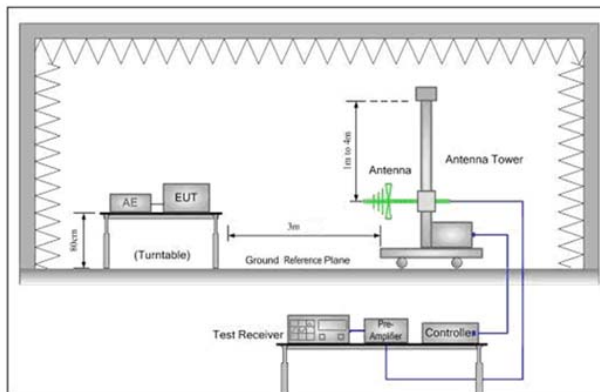 1m to 4m
Antenna
Antenna Tower
AE
EUT
80cm
(Turntable)
3m
Ground Reference Plane
Test Receiver
Pre-
Amplifier
Controller